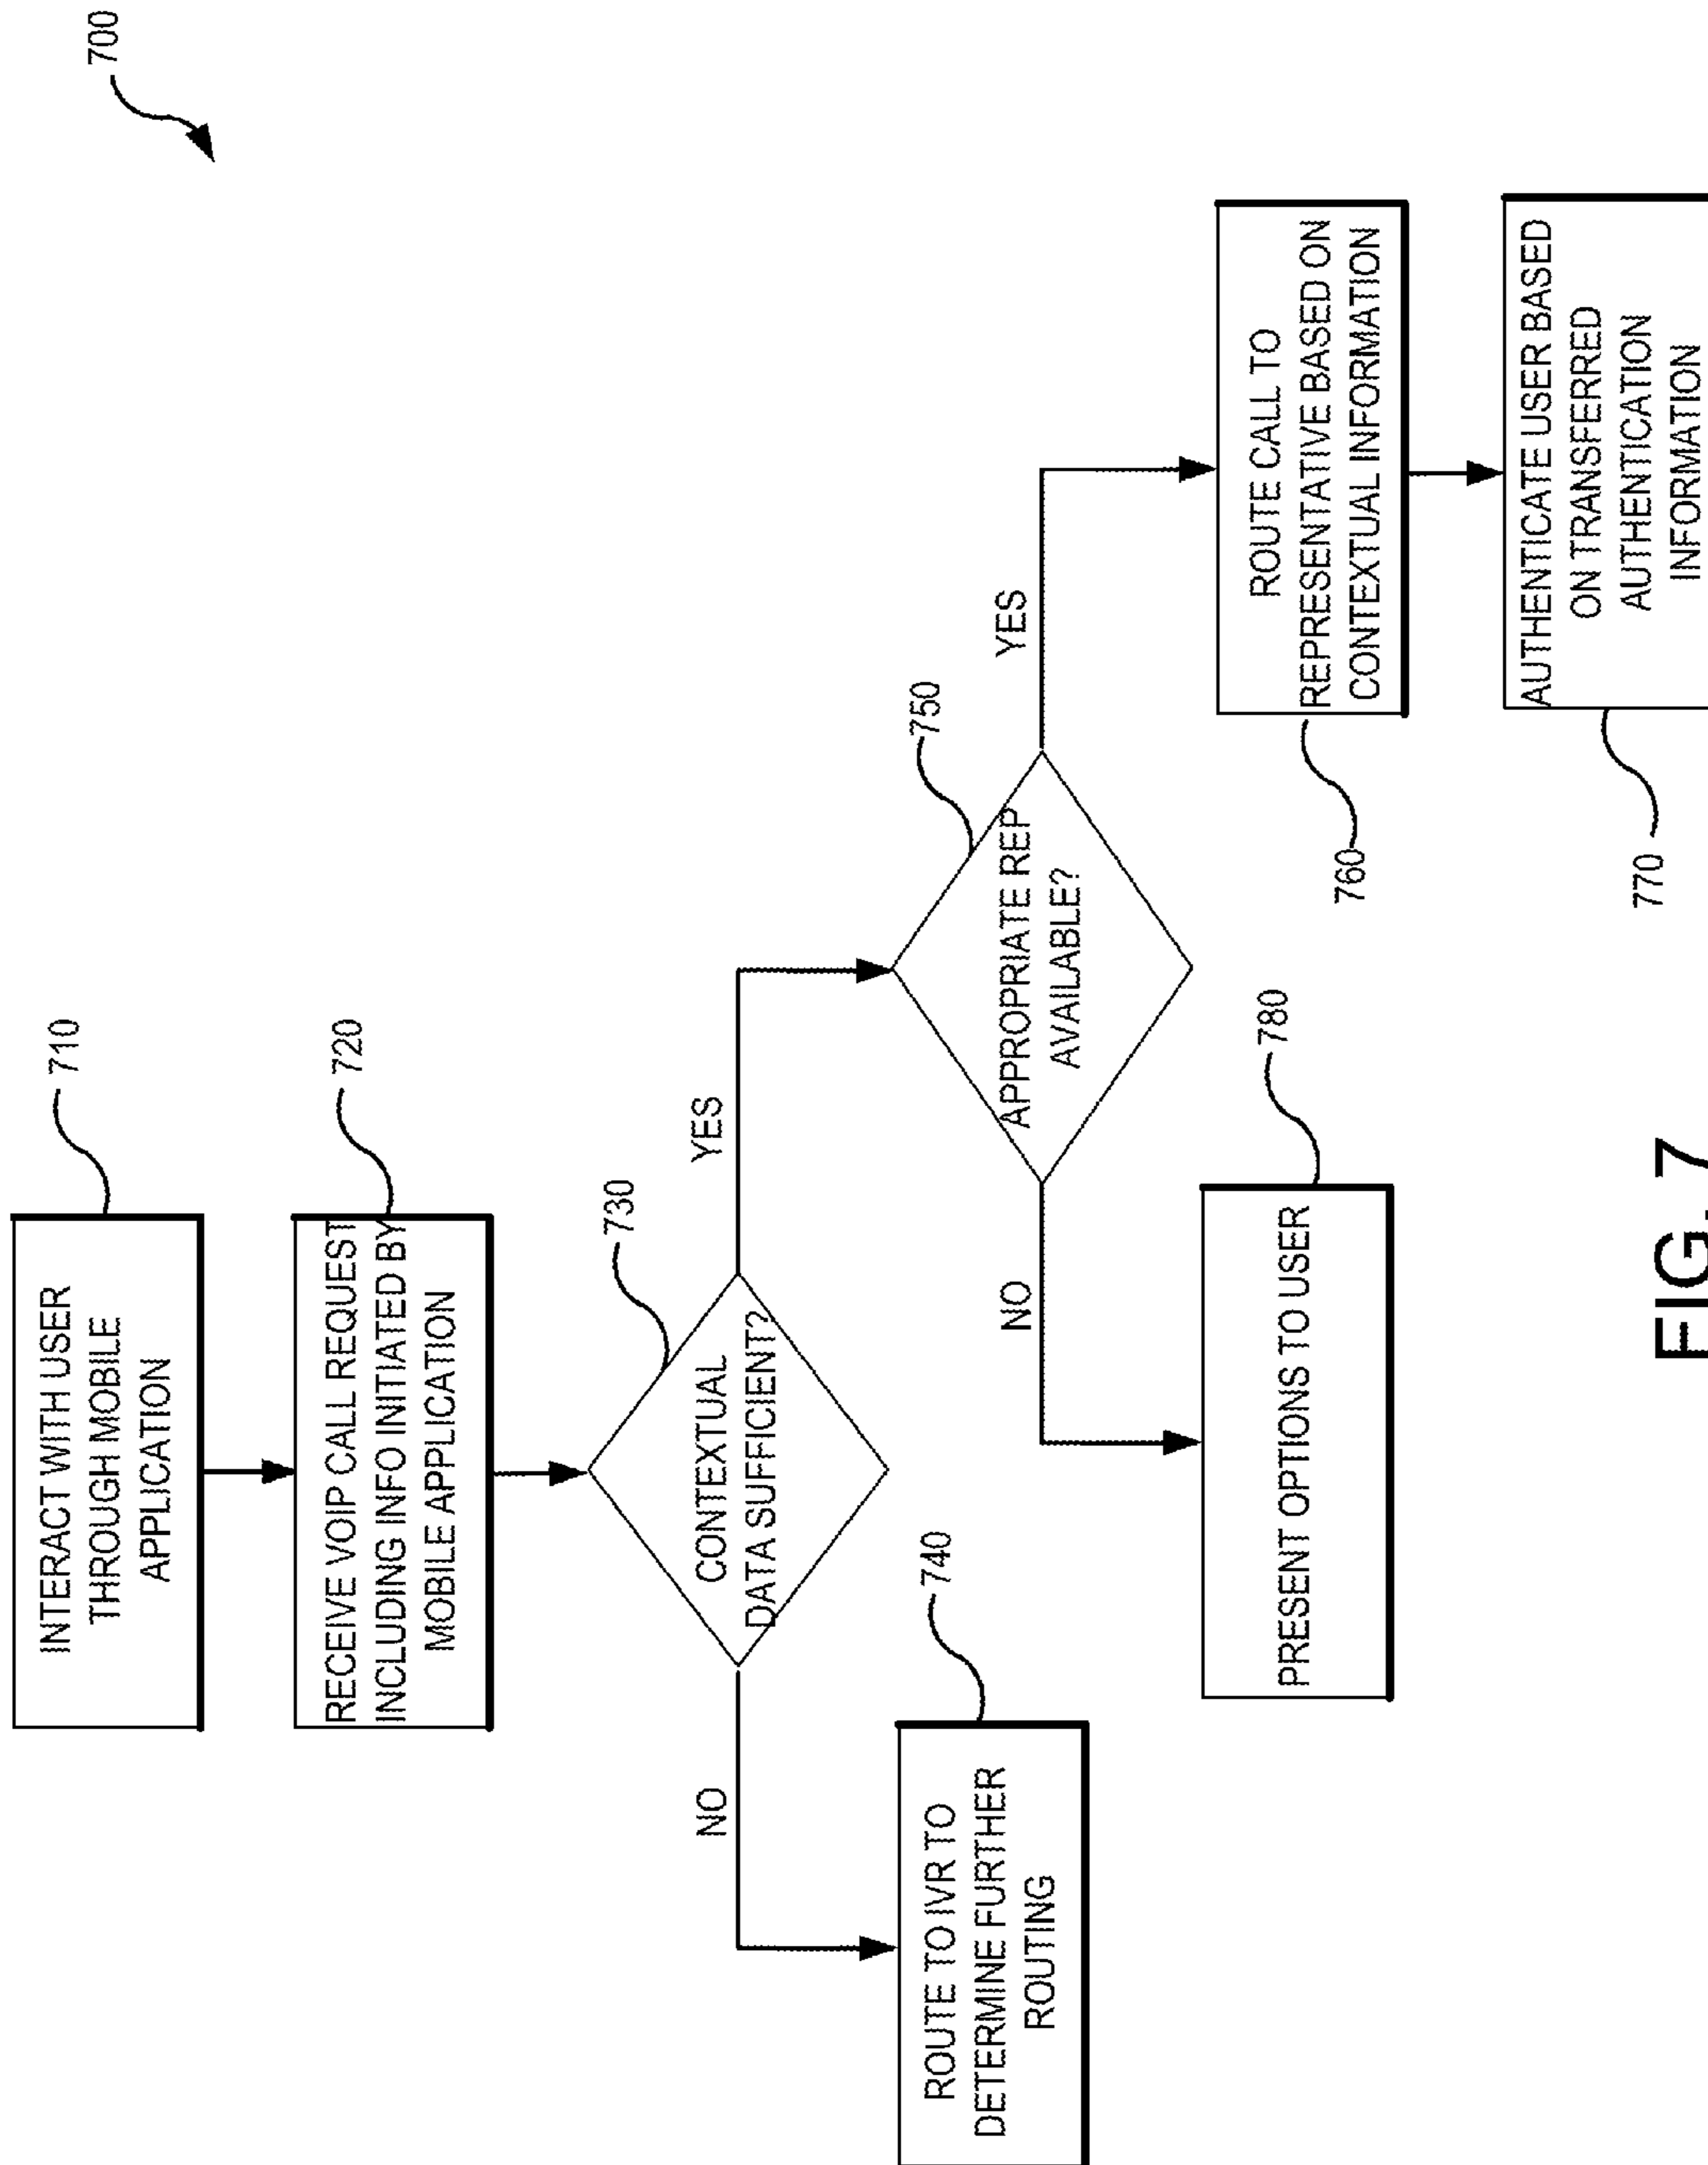 700
INTERACT WITH USER
THROUGH MOBILE
APPLICATION
710
RECEIVE VOIP CALL REQUEST
INCLUDING INFO INITIATED BY
MOBILE APPLICATION
720
CONTEXTUAL
DATA SUFFICIENT?
730
NO
YES
ROUTE TO IVR TO
DETERMINE FURTHER
ROUTING
740
APPROPRIATE REP
AVAILABLE?
750
NO
YES
PRESENT OPTIONS TO USER
780
ROUTE CALL TO
REPRESENTATIVE BASED ON
CONTEXTUAL INFORMATION
760
AUTHENTICATE USER BASED
ON TRANSFERRED
AUTHENTICATION
INFORMATION
770
FIG. 7